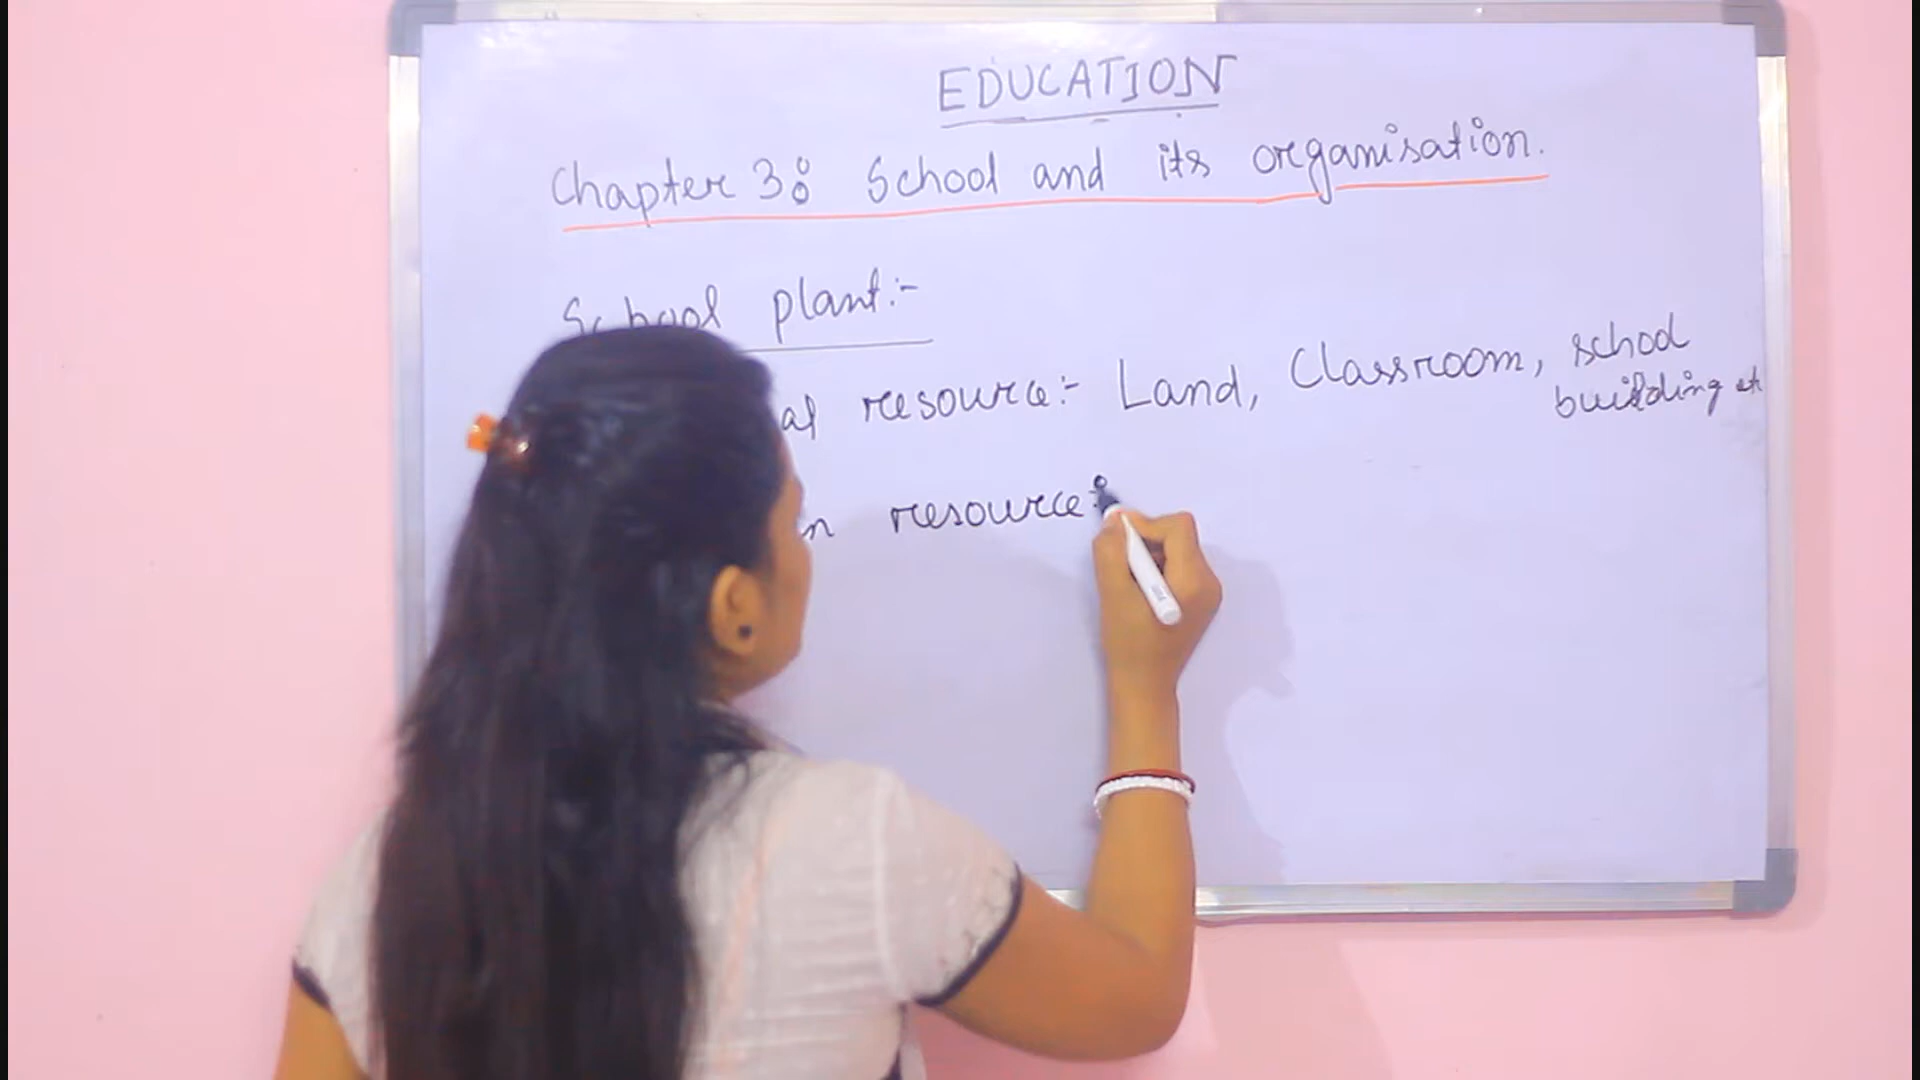 EDUCATION
Chapter 3: School and its organisation.
School plant:-
al resource:- Land, Classroom, school
building et
n resource: